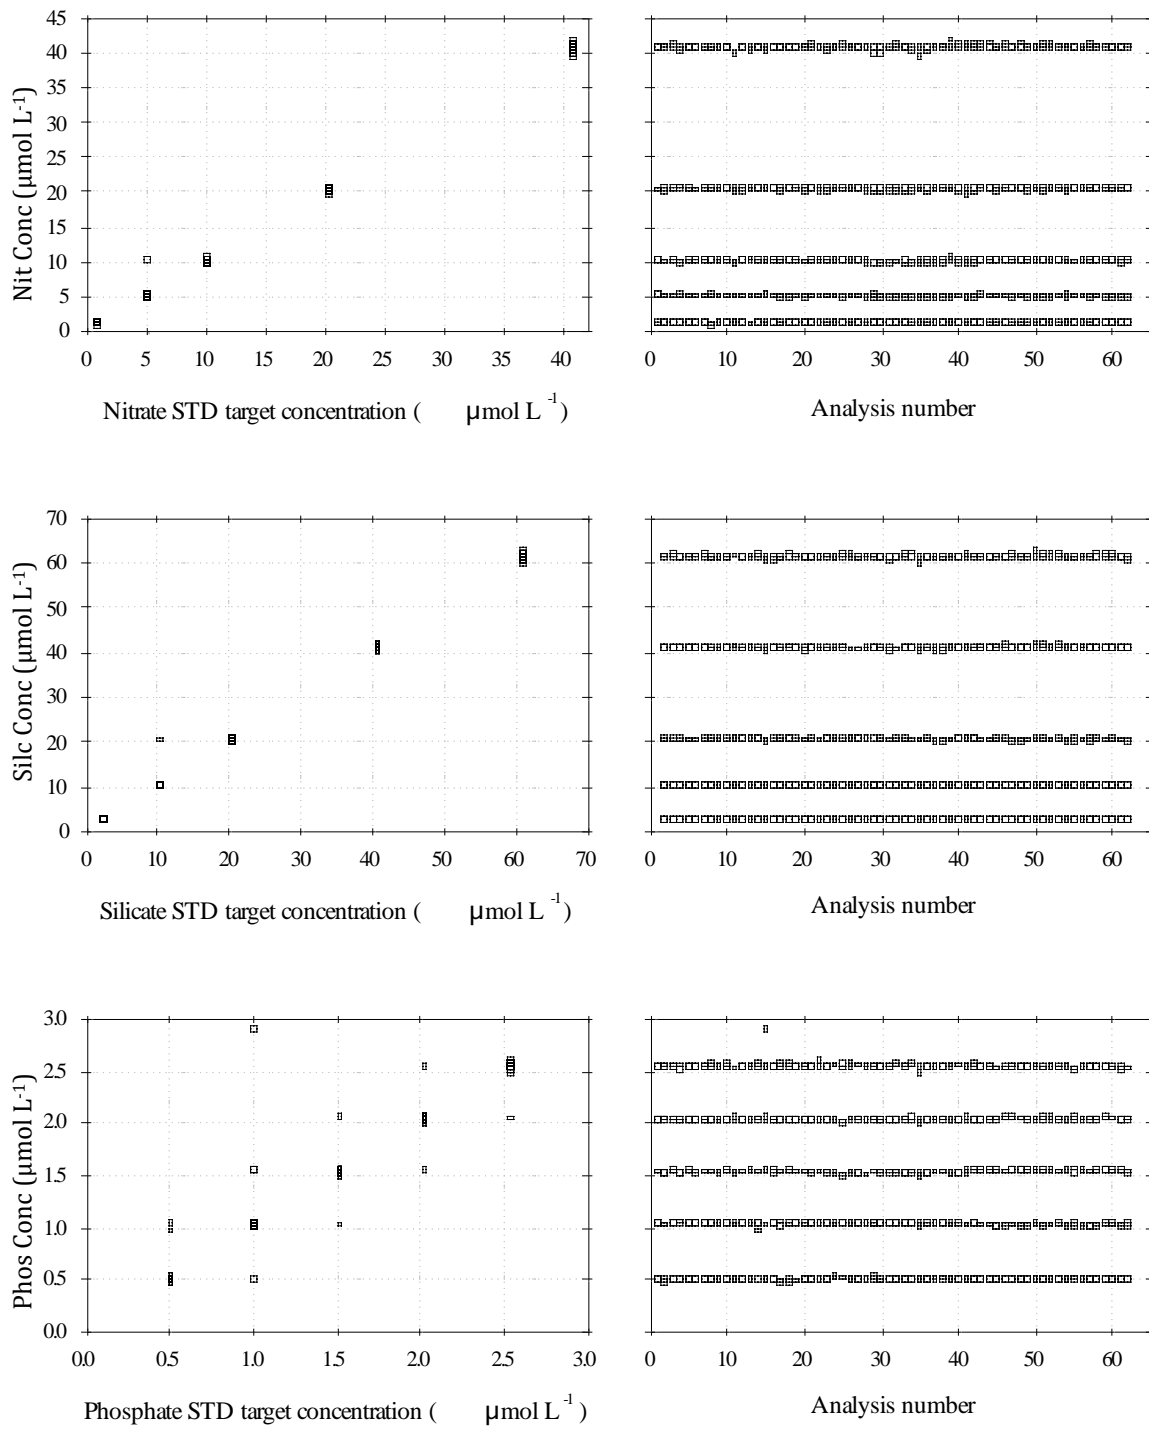 45
40
35
30
25
20
15
10
5
0
Nit Conc (µmol L-1)
0 5 10 15 20 25 30 35 40
Nitrate STD target concentration ( µmol L -1)
0 10 20 30 40 50 60
Analysis number
70
60
50
40
30
20
10
0
Silc Conc (µmol L-1)
0 10 20 30 40 50 60 70
Silicate STD target concentration ( µmol L -1)
0 10 20 30 40 50 60
Analysis number
3.0
2.5
2.0
1.5
1.0
0.5
0.0
Phos Conc (µmol L-1)
0.0 0.5 1.0 1.5 2.0 2.5 3.0
Phosphate STD target concentration ( µmol L -1)
0 10 20 30 40 50 60
Analysis number